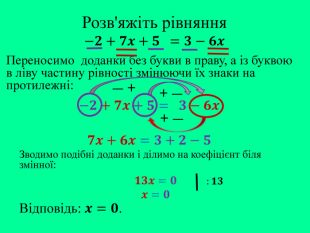 Розв'яжіть рівняння
−2 + 7x + 5 = 3 − 6x
Переносимо доданки без букви в праву, а із буквою
в ліву частину рівності змінюючи їх знаки на
протилежні:
— +
+ —
−2 + 7x + 5 = 3 − 6x
+ —
7x + 6x = 3 + 2 − 5
Зводимо подібні доданки і ділимо на коефіцієнт біля
змінної:
13x = 0 | : 13
x = 0
Відповідь: x = 0.